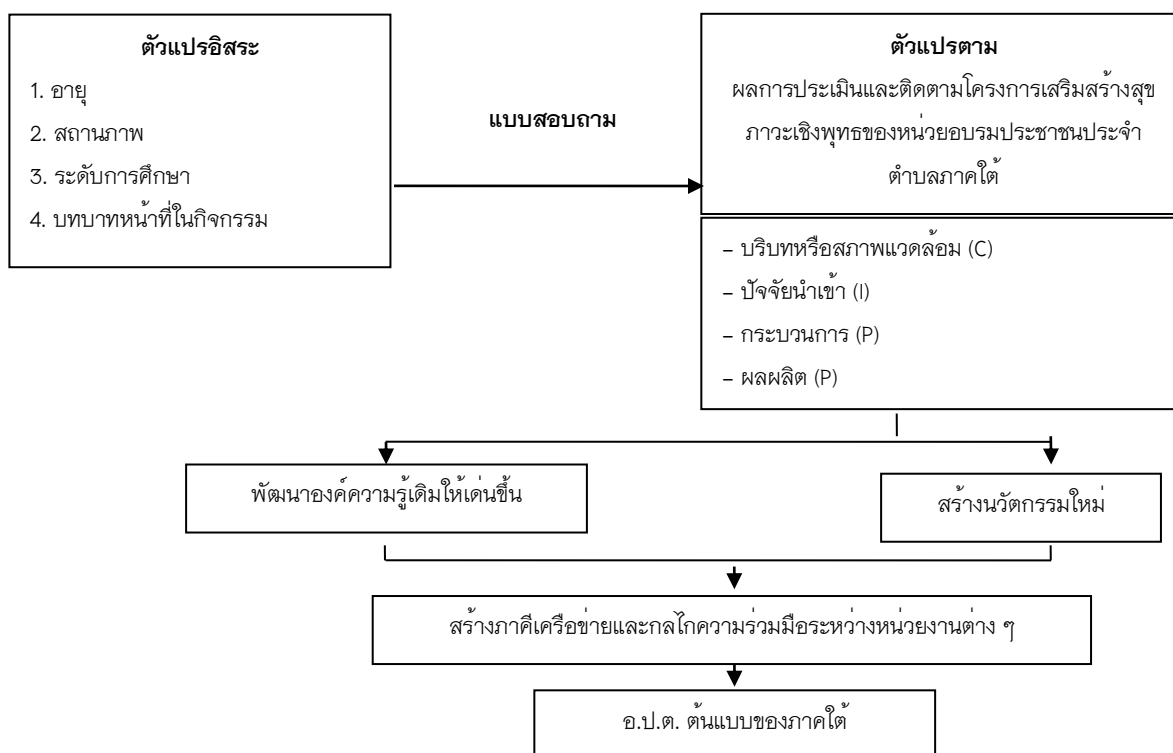 ตัวแปรอิสระ
1. อายุ
2. สถานภาพ
3. ระดับการศึกษา
4. บทบาทหน้าที่ในกิจกรรม
แบบสอบถาม
ตัวแปรตาม
ผลการประเมินและติดตามโครงการเสริมสร้างสุข
ภาวะเชิงพุทธของหน่วยอบรมประชาชนประจำ
ตำบลภาคใต้
– บริบทหรือสภาพแวดล้อม (C)
– ปัจจัยนำเข้า (I)
– กระบวนการ (P)
– ผลผลิต (P)
พัฒนาองค์ความรู้เดิมให้เด่นขึ้น
สร้างนวัตกรรมใหม่
สร้างภาคีเครือข่ายและกลไกความร่วมมือระหว่างหน่วยงานต่าง ๆ
อ.ป.ต. ต้นแบบของภาคใต้